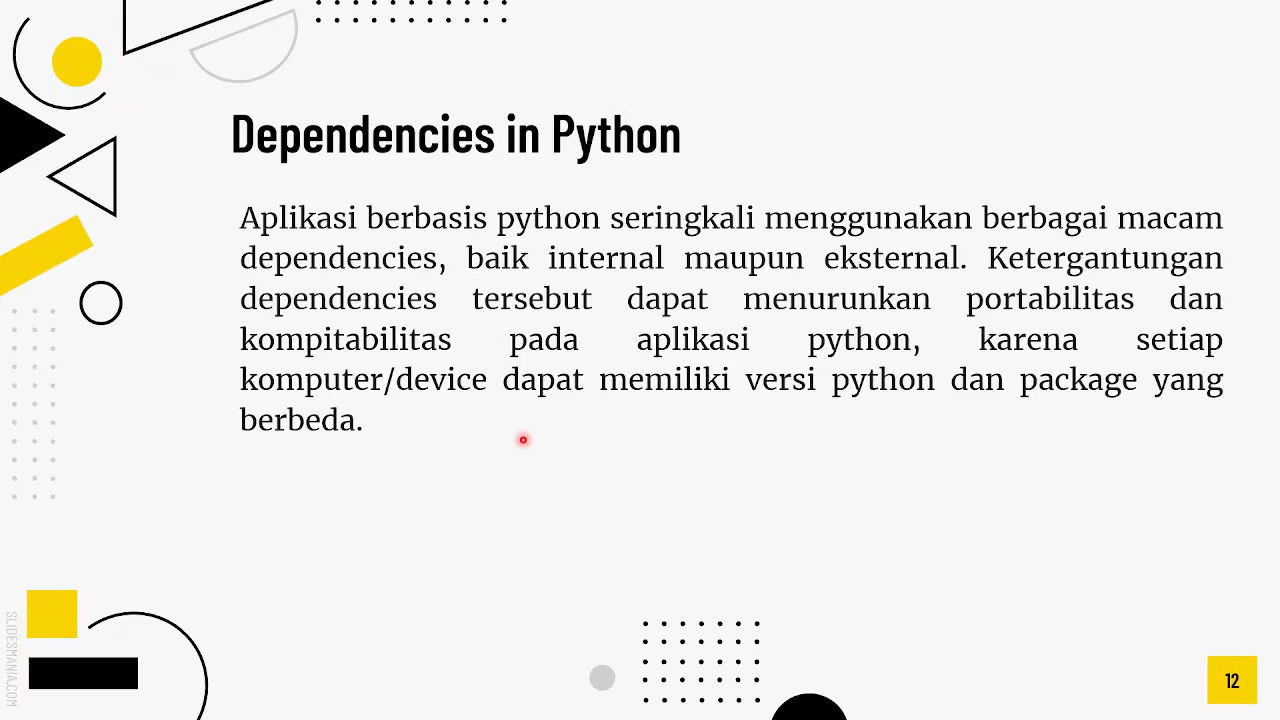 Dependencies in Python
Aplikasi berbasis python seringkali menggunakan berbagai macam
dependencies, baik internal maupun eksternal. Ketergantungan
dependencies tersebut dapat menurunkan portabilitas dan
kompitabilitas pada aplikasi python, karena setiap
komputer/device dapat memiliki versi python dan package yang
berbeda.
SLIDESMANIA.COM
12